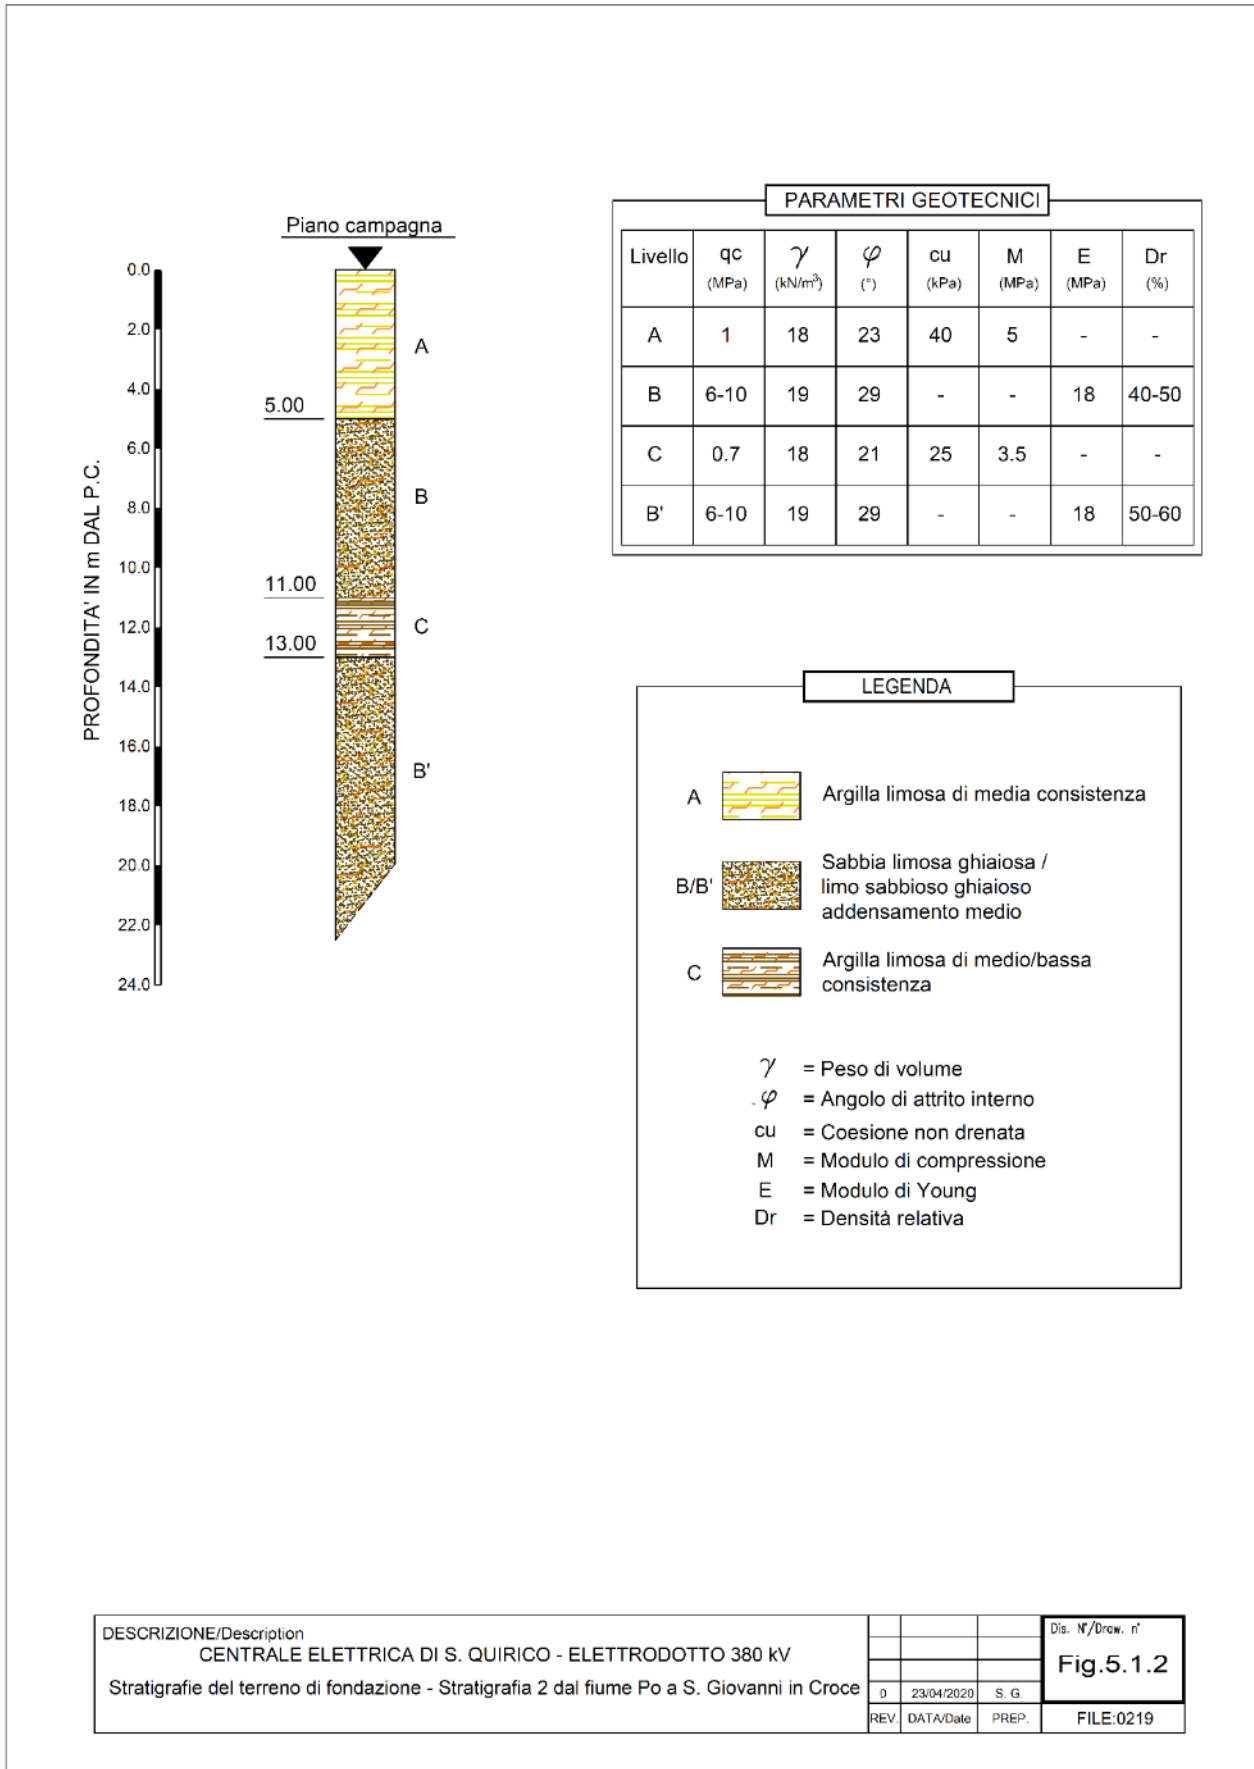 Piano campagna
0.0
2.0
4.0
6.0
8.0
10.0
12.0
14.0
16.0
18.0
20.0
22.0
24.0
PROFONDITA' IN m DAL P.C.
5.00
11.00
13.00
A
B
C
B'
PARAMETRI GEOTECNICI
Livello qc γ φ cu M E Dr
(MPa) (kN/m³) (°) (kPa) (MPa) (MPa) (%)
A 1 18 23 40 5 - -
B 6-10 19 29 - - 18 40-50
C 0.7 18 21 25 3.5 - -
B' 6-10 19 29 - - 18 50-60
LEGENDA
A Argilla limosa di media consistenza
B/B' Sabbia limosa ghiaiosa /
limo sabbioso ghiaioso
addensamento medio
C Argilla limosa di medio/bassa
consistenza
γ = Peso di volume
φ = Angolo di attrito interno
cu = Coesione non drenata
M = Modulo di compressione
E = Modulo di Young
Dr = Densità relativa
DESCRIZIONE/Description
CENTRALE ELETTRICA DI S. QUIRICO - ELETTRODOTTO 380 kV
Stratigrafie del terreno di fondazione - Stratigrafia 2 dal fiume Po a S. Giovanni in Croce
0 23/04/2020 S. G.
REV. DATA/Date PREP.
Dis. N°/Draw. n°
Fig.5.1.2
FILE:0219